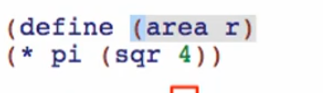 (define (area r)
(* pi (sqr 4))